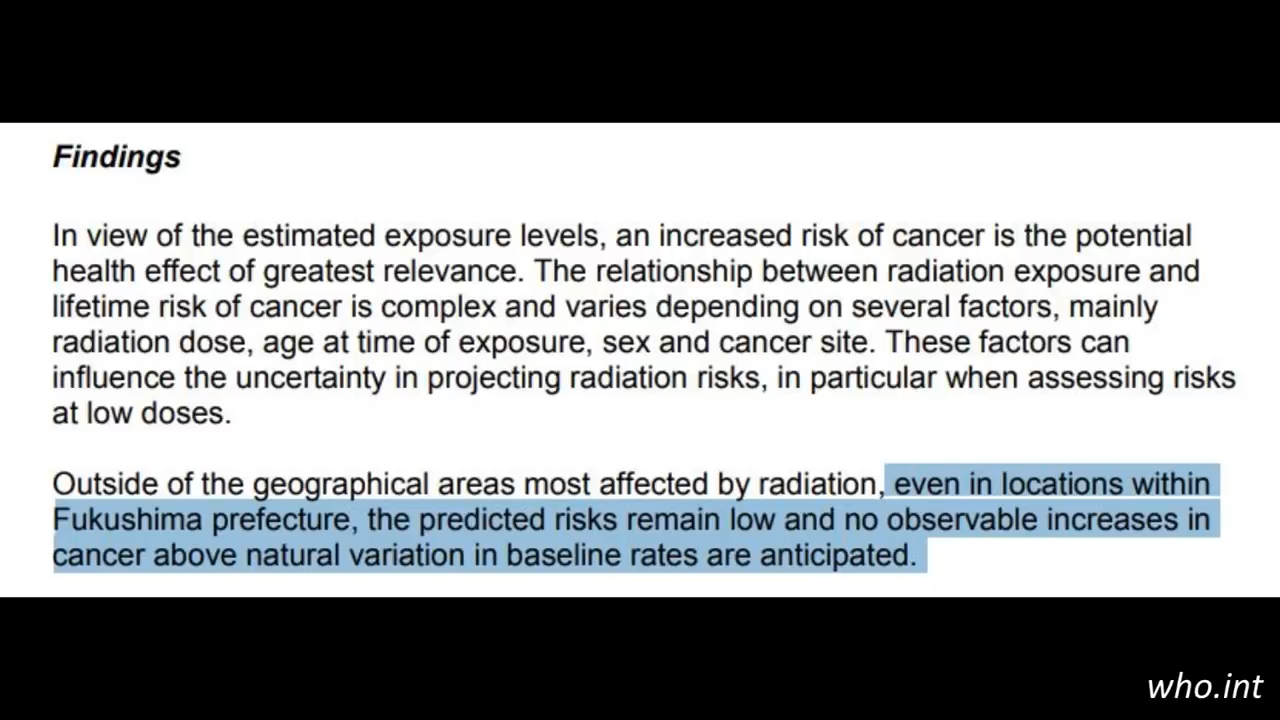 Findings
In view of the estimated exposure levels, an increased risk of cancer is the potential
health effect of greatest relevance. The relationship between radiation exposure and
lifetime risk of cancer is complex and varies depending on several factors, mainly
radiation dose, age at time of exposure, sex and cancer site. These factors can
influence the uncertainty in projecting radiation risks, in particular when assessing risks
at low doses.
Outside of the geographical areas most affected by radiation, even in locations within
Fukushima prefecture, the predicted risks remain low and no observable increases in
cancer above natural variation in baseline rates are anticipated.
who.int